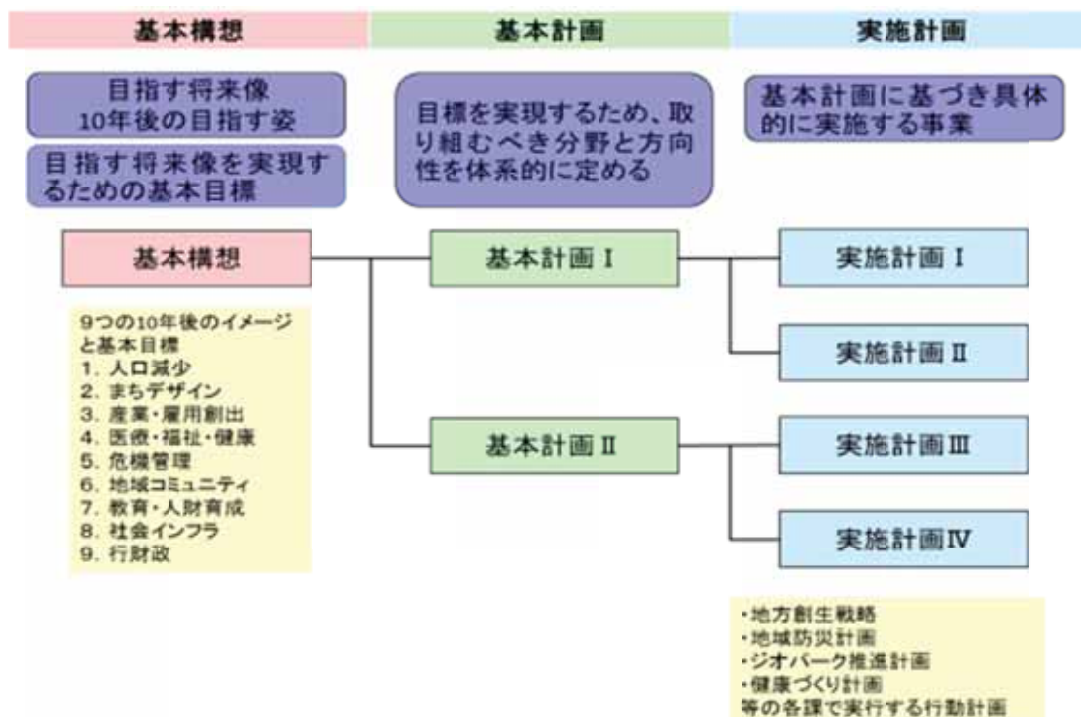 基本構想
基本計画
実施計画
目指す将来像
10年後の目指す姿
目指す将来像を実現す
るための基本目標
目標を実現するため、取
り組むべき分野と方向
性を体系的に定める
基本計画に基づき具体
的に実施する事業
基本構想
基本計画Ⅰ
実施計画Ⅰ
実施計画Ⅱ
基本計画Ⅱ
実施計画Ⅲ
実施計画Ⅳ
9つの10年後のイメージ
と基本目標
1. 人口減少
2. まちデザイン
3. 産業・雇用創出
4. 医療・福祉・健康
5. 危機管理
6. 地域コミュニティ
7. 教育・人財育成
8. 社会インフラ
9. 行財政
・地方創生戦略
・地域防災計画
・ジオパーク推進計画
・健康づくり計画
等の各課で実行する行動計画